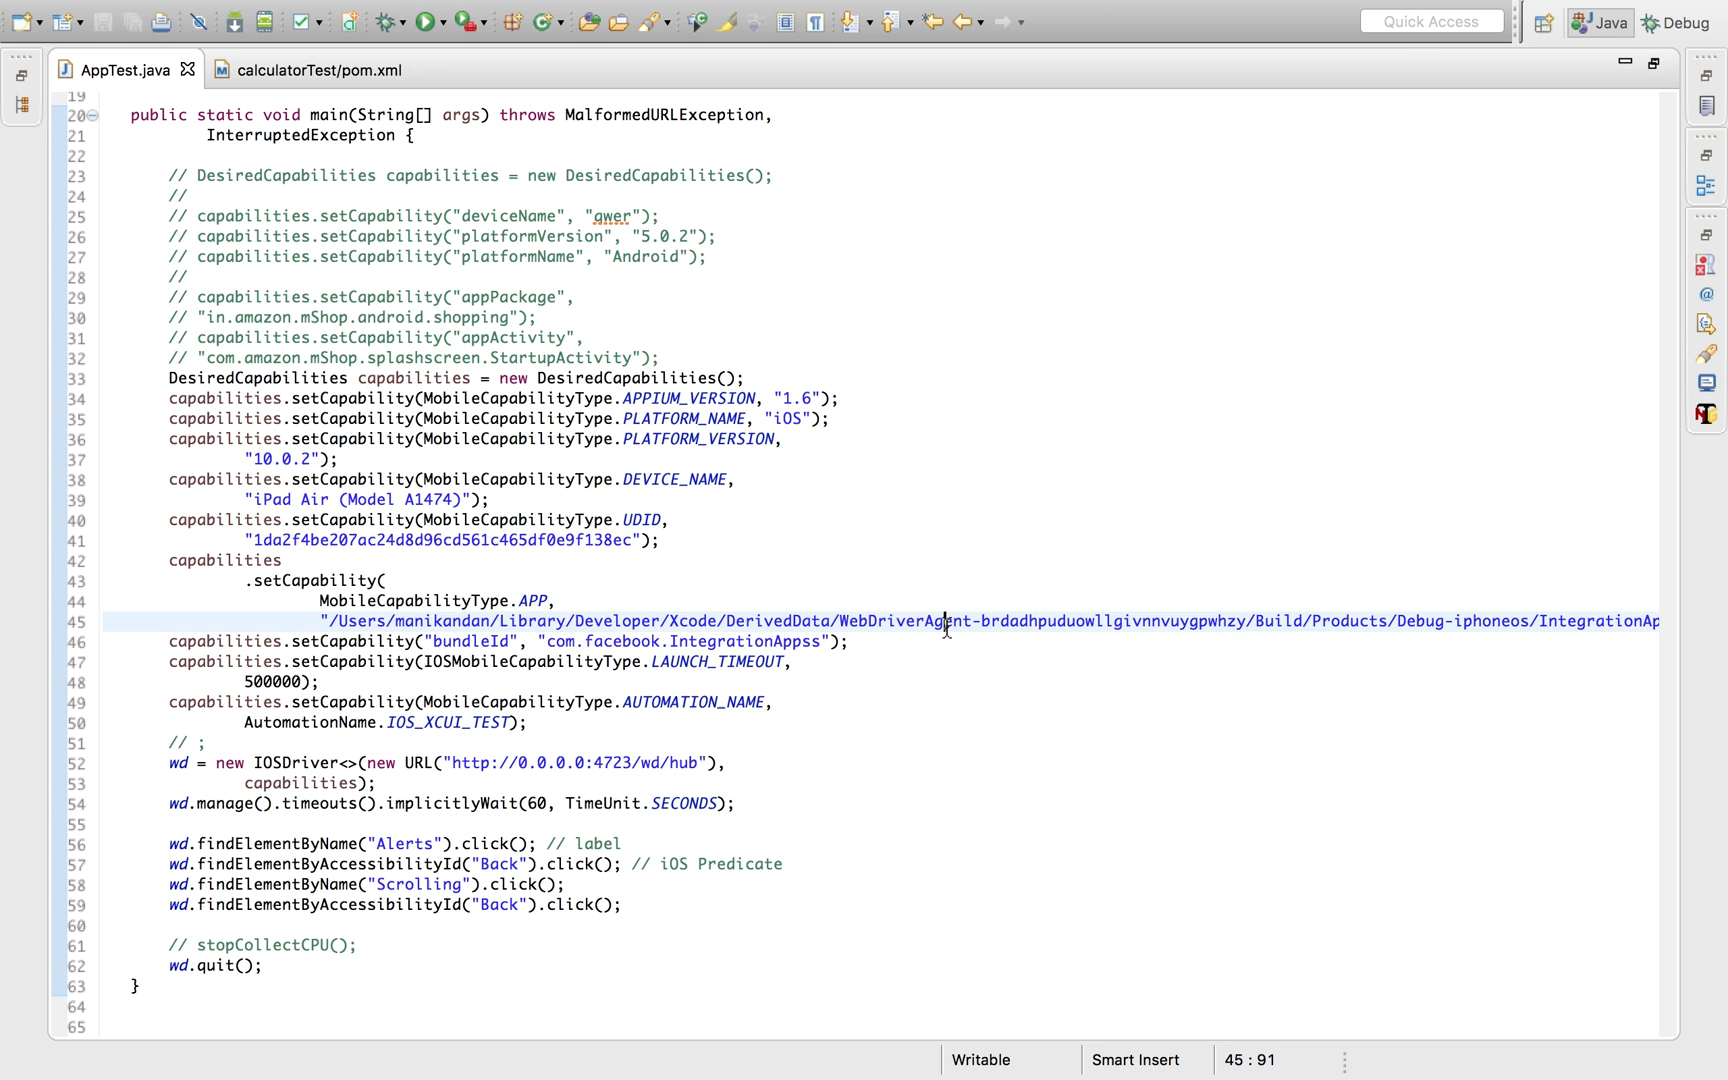 Quick Access
Java
Debug
AppTest.java
calculatorTest/pom.xml
19
20 public static void main(String[] args) throws MalformedURLException,
21 InterruptedException {
22
23 // DesiredCapabilities capabilities = new DesiredCapabilities();
24 //
25 // capabilities.setCapability("deviceName", "qwer");
26 // capabilities.setCapability("platformVersion", "5.0.2");
27 // capabilities.setCapability("platformName", "Android");
28 //
29 // capabilities.setCapability("appPackage",
30 // "in.amazon.mShop.android.shopping");
31 // capabilities.setCapability("appActivity",
32 // "com.amazon.mShop.splashscreen.StartupActivity");
33 DesiredCapabilities capabilities = new DesiredCapabilities();
34 capabilities.setCapability(MobileCapabilityType.APPIUM_VERSION, "1.6");
35 capabilities.setCapability(MobileCapabilityType.PLATFORM_NAME, "iOS");
36 capabilities.setCapability(MobileCapabilityType.PLATFORM_VERSION,
37 "10.0.2");
38 capabilities.setCapability(MobileCapabilityType.DEVICE_NAME,
39 "iPad Air (Model A1474)");
40 capabilities.setCapability(MobileCapabilityType.UDID,
41 "1da2f4be207ac24d8d96cd561c465df0e9f138ec");
42 capabilities
43 .setCapability(
44 MobileCapabilityType.APP,
45 "/Users/manikandan/Library/Developer/Xcode/DerivedData/WebDriverAgent-brdadhpuduowllgivnnvuygpwhzy/Build/Products/Debug-iphoneos/IntegrationAp
46 capabilities.setCapability("bundleId", "com.facebook.IntegrationAppss");
47 capabilities.setCapability(IOSMobileCapabilityType.LAUNCH_TIMEOUT,
48 500000);
49 capabilities.setCapability(MobileCapabilityType.AUTOMATION_NAME,
50 AutomationName.IOS_XCUI_TEST);
51 // ;
52 wd = new IOSDriver<>(new URL("http://0.0.0.0:4723/wd/hub"),
53 capabilities);
54 wd.manage().timeouts().implicitlyWait(60, TimeUnit.SECONDS);
55
56 wd.findElementByName("Alerts").click(); // label
57 wd.findElementByAccessibilityId("Back").click(); // iOS Predicate
58 wd.findElementByName("Scrolling").click();
59 wd.findElementByAccessibilityId("Back").click();
60
61 // stopCollectCPU();
62 wd.quit();
63 }
64
65
Writable
Smart Insert
45 : 91